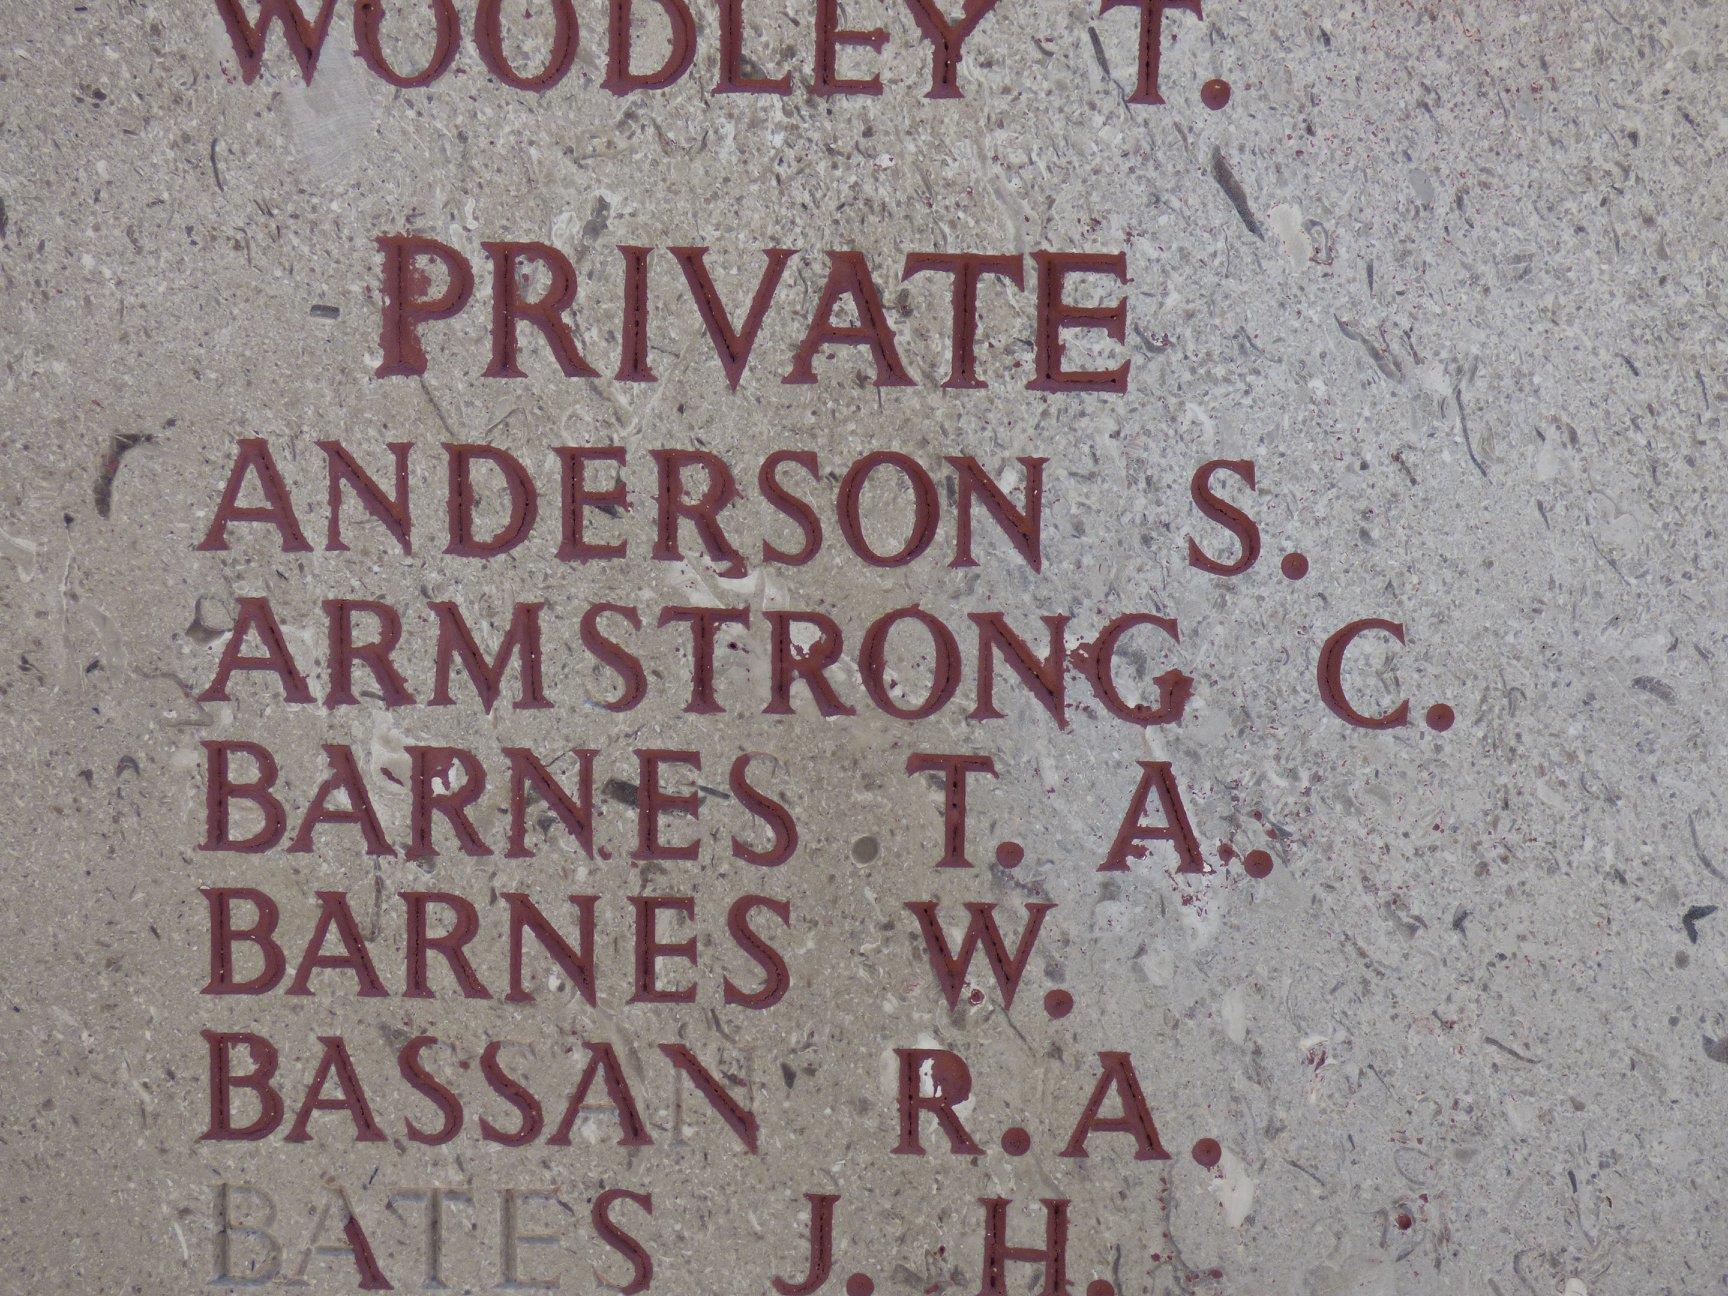 WOODLEY T.
PRIVATE
ANDERSON S.
ARMSTRONG C.
BARNES T. A.
BARNES W.
BASSAN R.A.
BATES J. H.